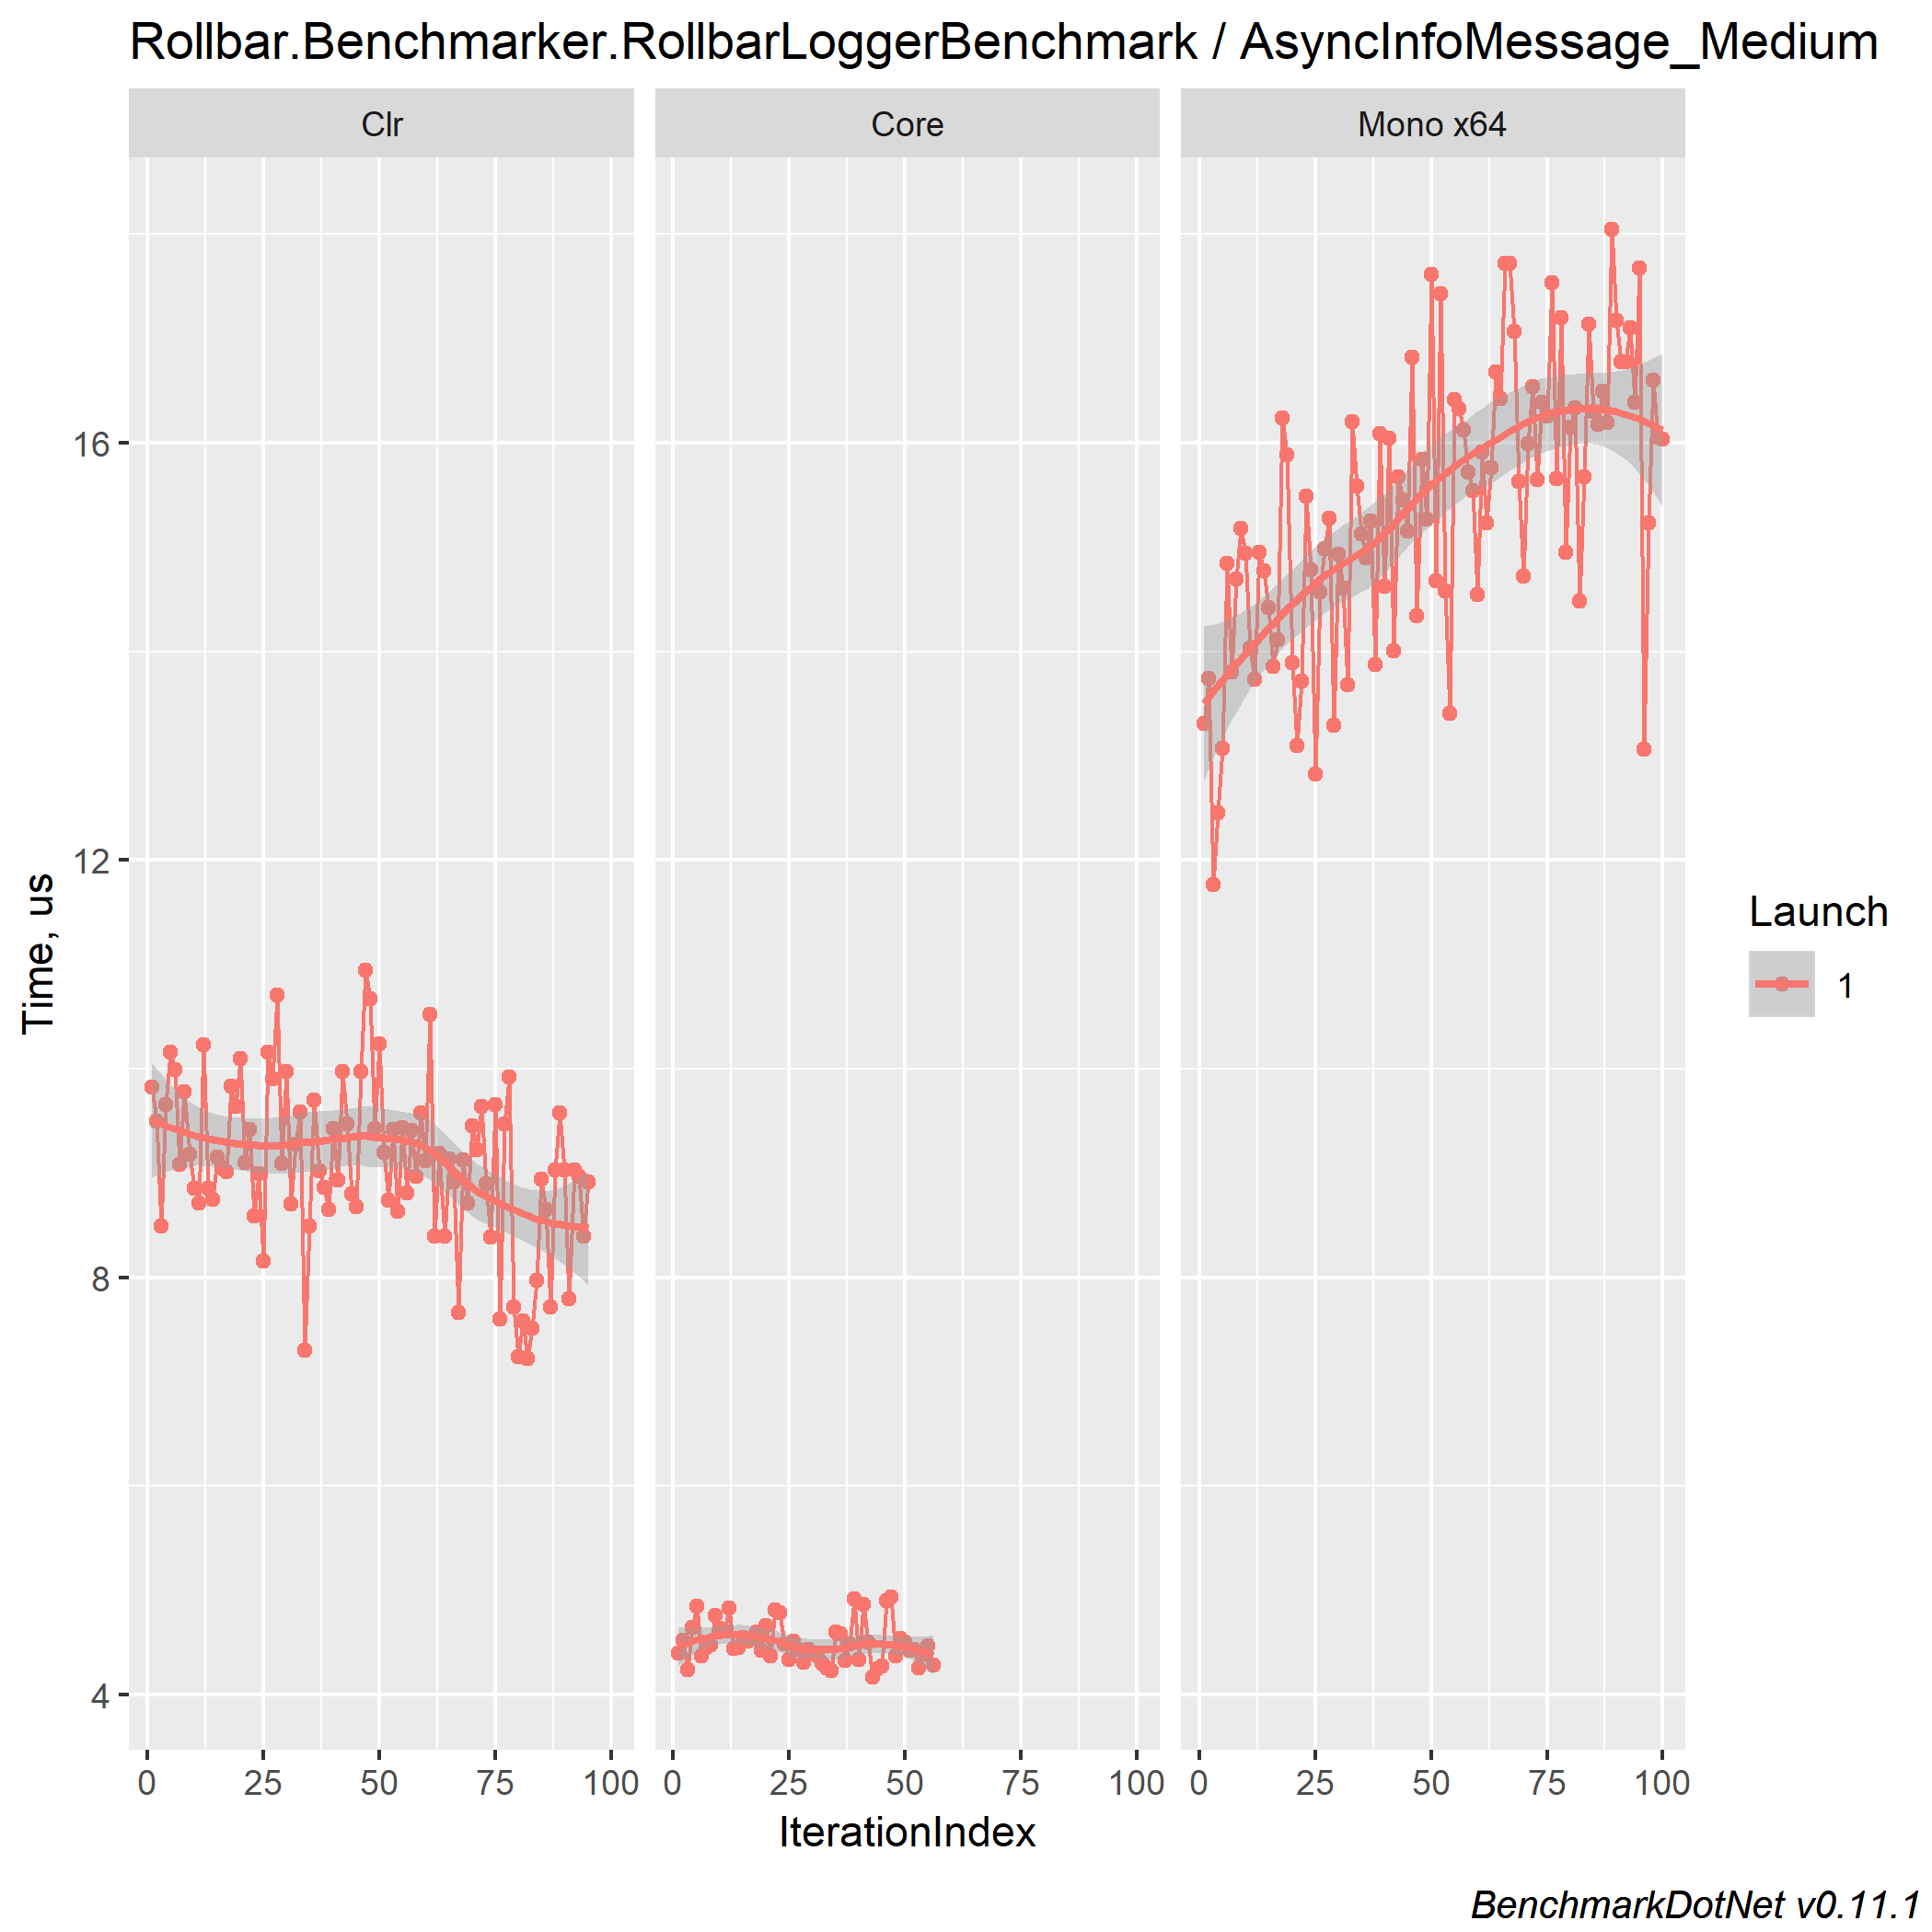 Rollbar.Benchmarker.RollbarLoggerBenchmark / AsyncInfoMessage_Medium
Clr
Core
Mono x64
16
12
8
4
Time, us
0 25 50 75 100
0 25 50 75 100
0 25 50 75 100
IterationIndex
Launch
1
BenchmarkDotNet v0.11.1